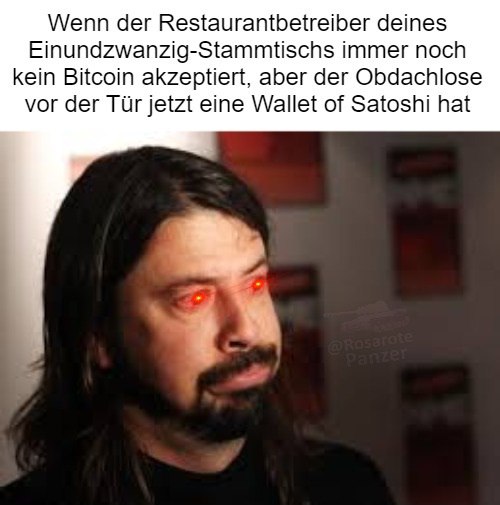 Wenn der Restaurantbetreiber deines
Einundzwanzig-Stammtischs immer noch
kein Bitcoin akzeptiert, aber der Obdachlose
vor der Tür jetzt eine Wallet of Satoshi hat
@Rosarote
Panzer